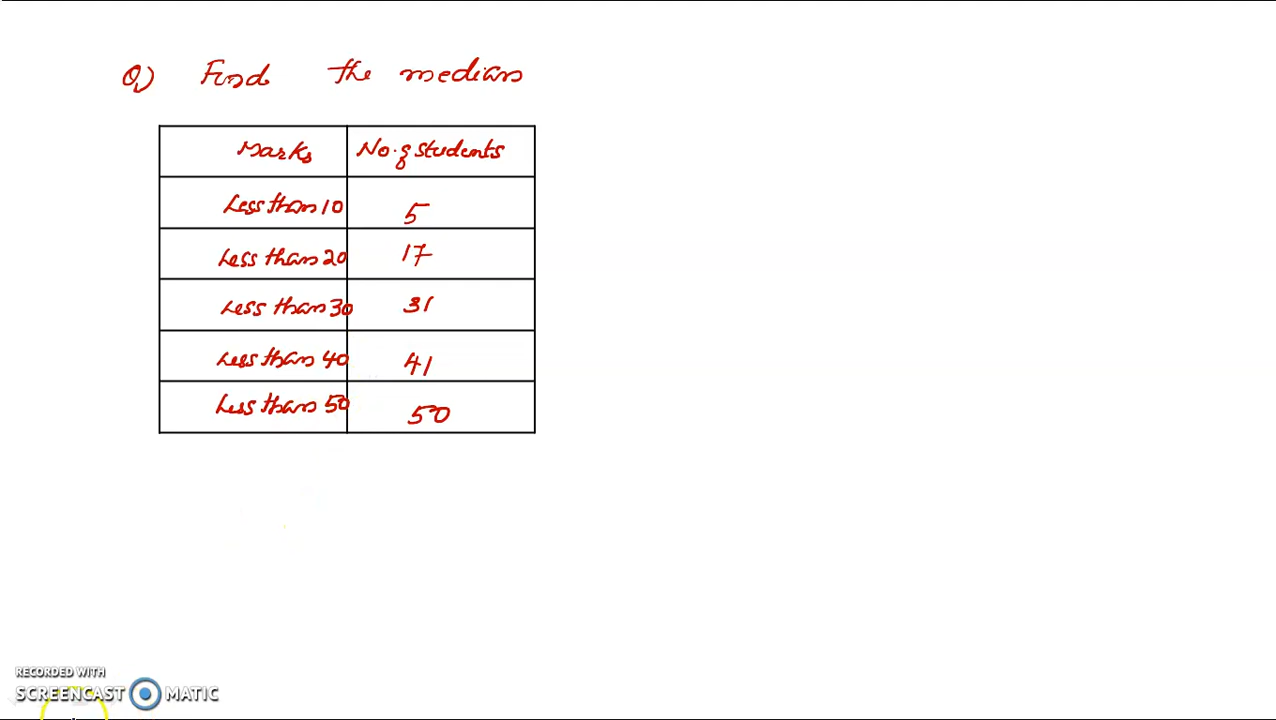 Q) Find the median
Marks No. of students
Less than 10 5
Less than 20 17
Less than 30 31
Less than 40 41
Less than 50 50
RECORDED WITH
SCREENCAST MATIC